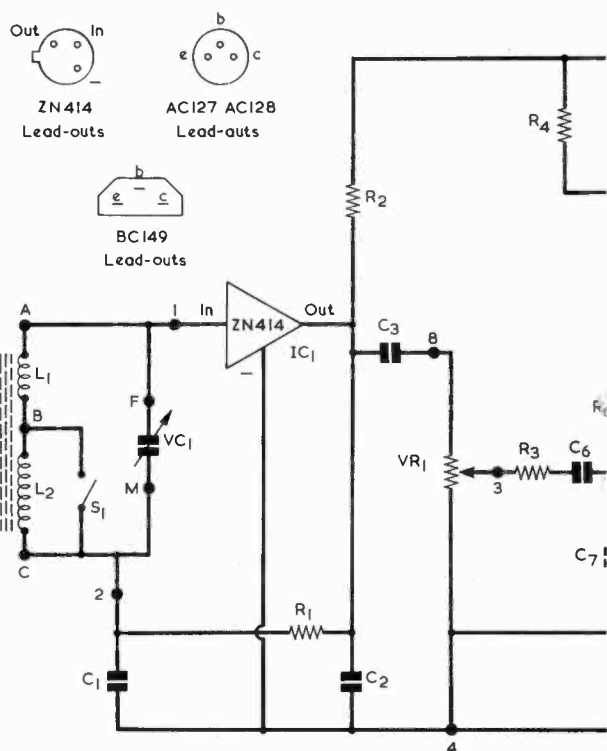 Out In
ZN414
Lead-outs
b
e c
AC127 AC128
Lead-auts
b
e c
BC149
Lead-outs
R4
R2
A
1 In
ZN414
Out
IC1
C3
8
L1
F
B
VC1
VR1
R3
C6
3
L2
S1
M
C
C7
2
R1
C1
C2
4